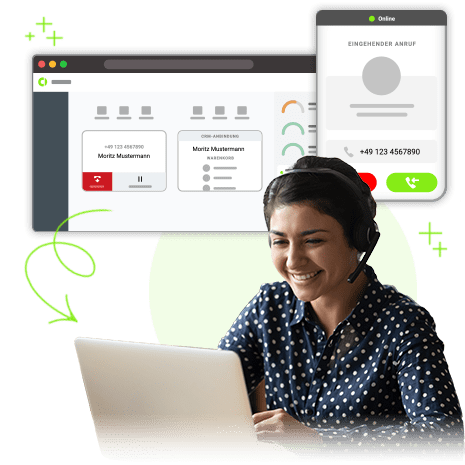 Online
EINGEHENDER ANRUF
+49 123 4567890
+49 123 4567890
Moritz Mustermann
CRM-ANBINDUNG
Moritz Mustermann
WARENKORB